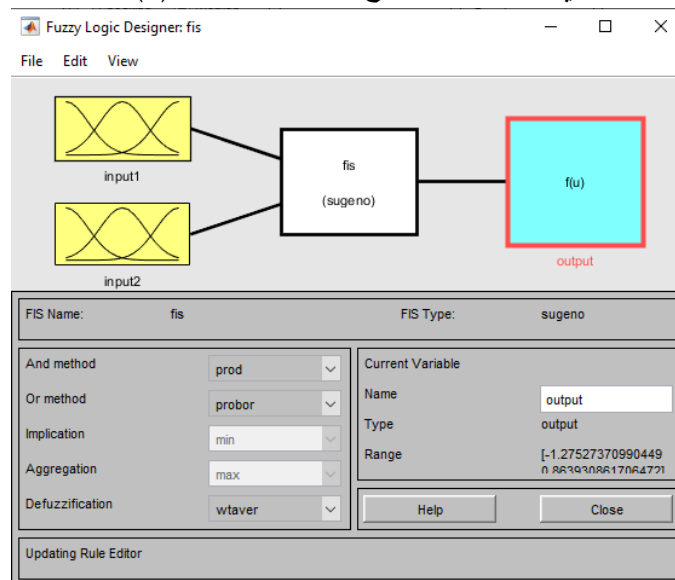 Fuzzy Logic Designer: fis
File Edit View
input1
input2
fis
(sugeno)
f(u)
output
FIS Name: fis FIS Type: sugeno
And method prod
Or method probor
Implication min
Aggregation max
Defuzzification wtaver
Current Variable
Name output
Type output
Range [-1.27527370990449
0.863930861706472]
Help Close
Updating Rule Editor